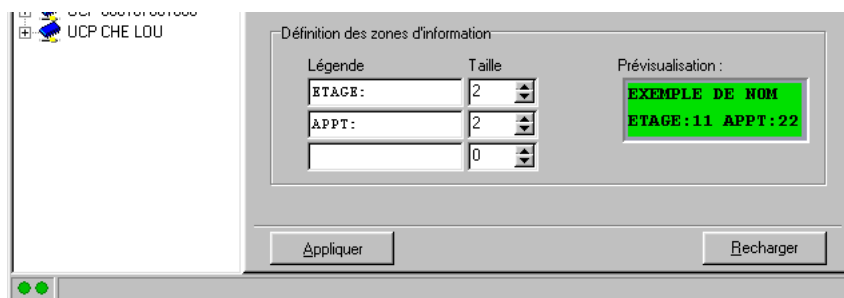 UCP CHE LOU
Définition des zones d'information
Légende Taille Prévisualisation :
ETAGE: 2
APPT: 2
0
EXEMPLE DE NOM
ETAGE:11 APPT:22
Appliquer Recharger